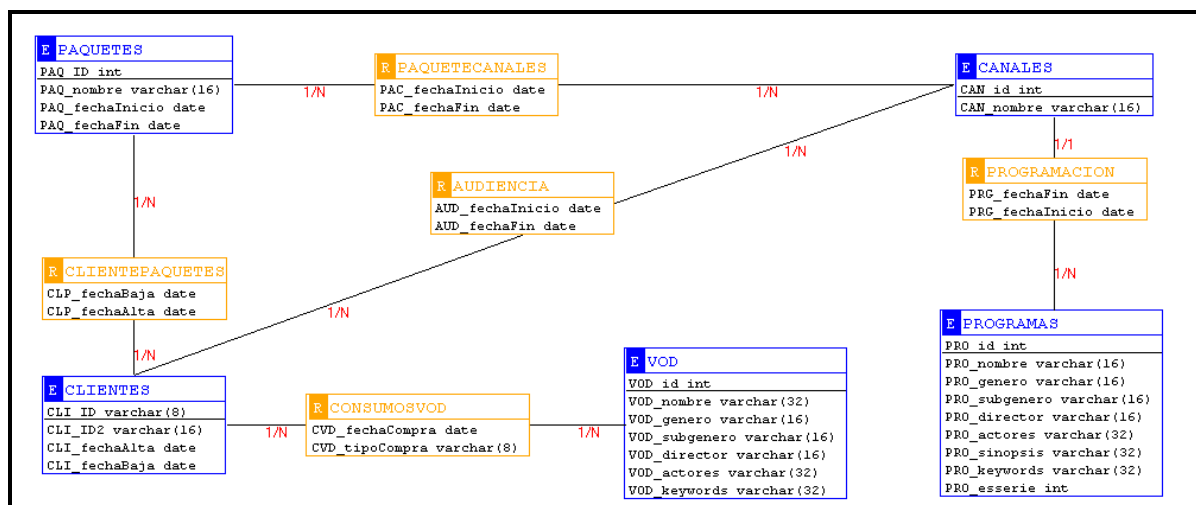 E PAQUETES
PAQ_ID int
PAQ_nombre varchar(16)
PAQ_fechaInicio date
PAQ_fechaFin date
1/N
R PAQUETECANALES
PAC_fechaInicio date
PAC_fechaFin date
1/N
E CANALES
CAN_id int
CAN_nombre varchar(16)
1/N
R AUDIENCIA
AUD_fechaInicio date
AUD_fechaFin date
1/N
1/1
R PROGRAMACION
PRG_fechaFin date
PRG_fechaInicio date
1/N
1/N
R CLIENTEPAQUETES
CLP_fechaBaja date
CLP_fechaAlta date
1/N
E CLIENTES
CLI_ID varchar(8)
CLI_ID2 varchar(16)
CLI_fechaAlta date
CLI_fechaBaja date
1/N
R CONSUMOSVOD
CVD_fechaCompra date
CVD_tipoCompra varchar(8)
1/N
E VOD
VOD_id int
VOD_nombre varchar(32)
VOD_genero varchar(16)
VOD_subgenero varchar(16)
VOD_director varchar(16)
VOD_actores varchar(32)
VOD_keywords varchar(32)
E PROGRAMAS
PRO_id int
PRO_nombre varchar(16)
PRO_genero varchar(16)
PRO_subgenero varchar(16)
PRO_director varchar(16)
PRO_actores varchar(32)
PRO_sinopsis varchar(32)
PRO_keywords varchar(32)
PRO_esserie int